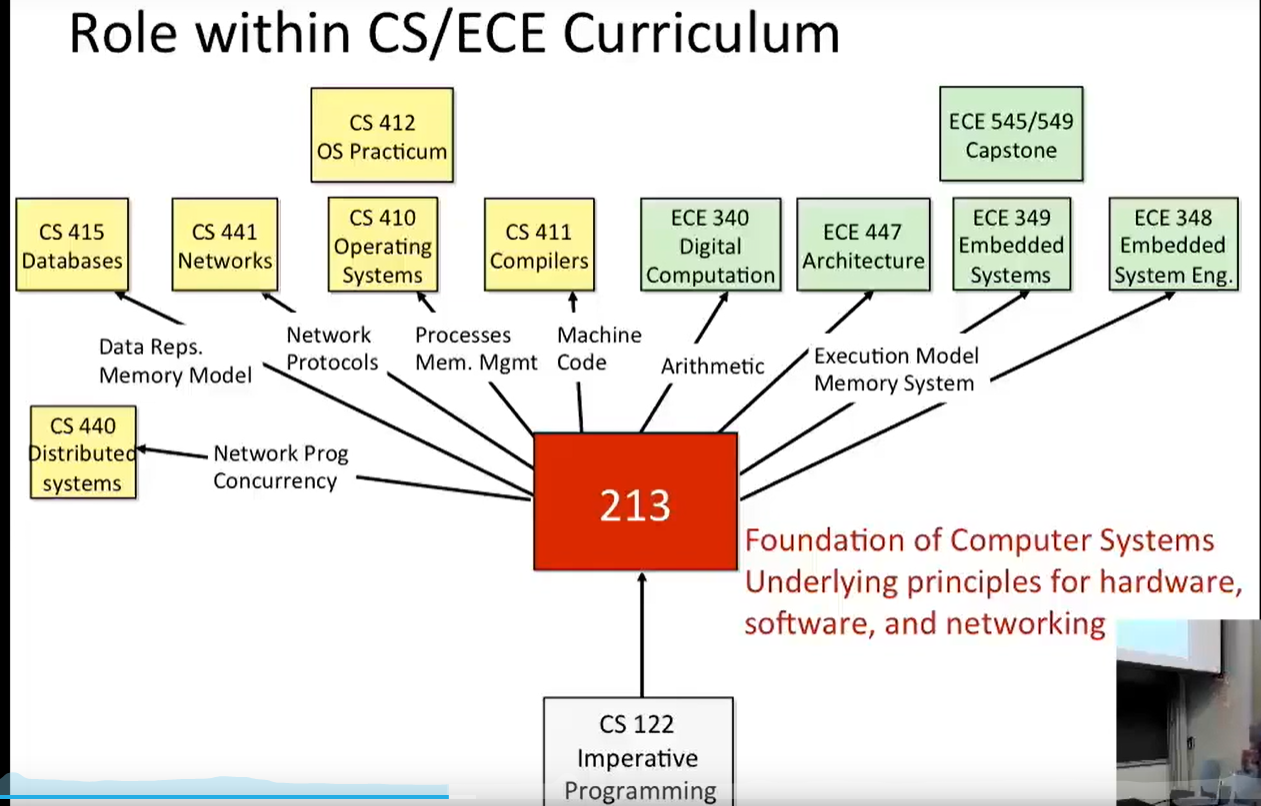 Role within CS/ECE Curriculum
CS 412
OS Practicum
ECE 545/549
Capstone
CS 415
Databases
CS 441
Networks
CS 410
Operating
Systems
CS 411
Compilers
ECE 340
Digital
Computation
ECE 447
Architecture
ECE 349
Embedded
Systems
ECE 348
Embedded
System Eng.
Data Reps.
Memory Model
Network
Protocols
Processes
Mem. Mgmt
Machine
Code
Arithmetic
Execution Model
Memory System
CS 440
Distributed
systems
Network Prog
Concurrency
213
Foundation of Computer Systems
Underlying principles for hardware,
software, and networking
CS 122
Imperative
Programming